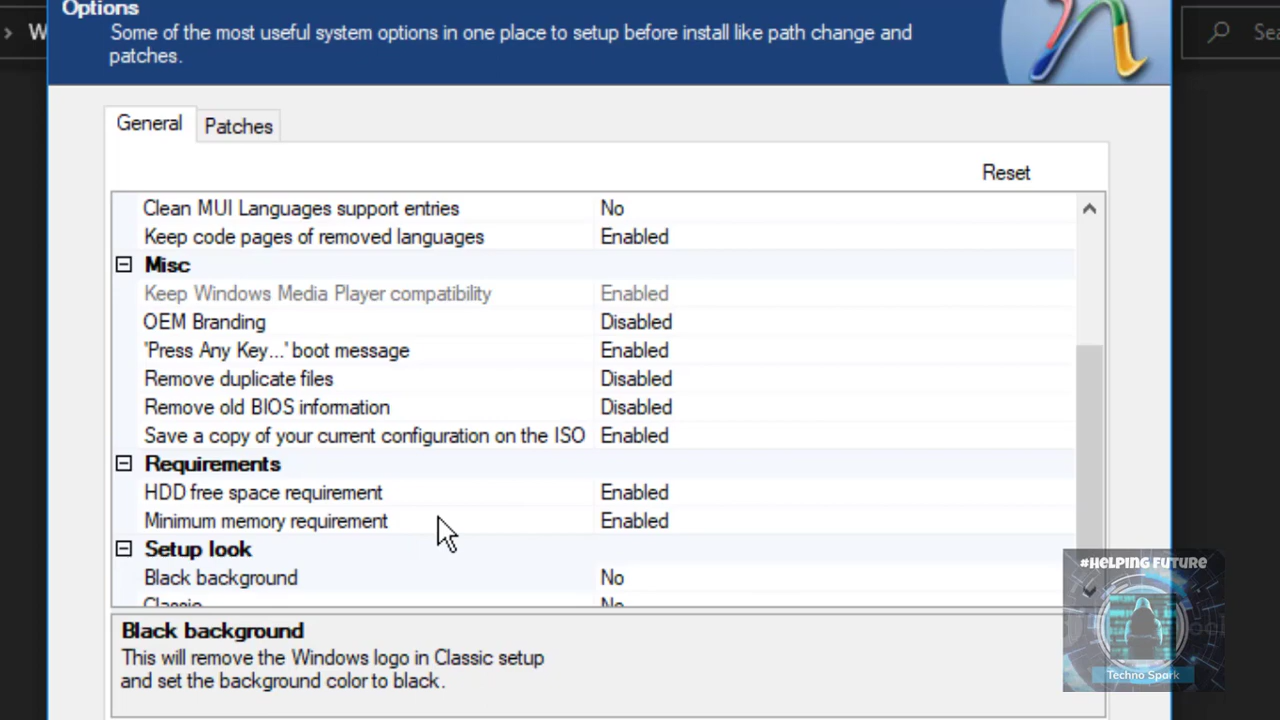 Options
Some of the most useful system options in one place to setup before install like path change and
patches.
General
Patches
Reset
Clean MUI Languages support entries No
Keep code pages of removed languages Enabled
Misc
Keep Windows Media Player compatibility Enabled
OEM Branding Disabled
'Press Any Key...' boot message Enabled
Remove duplicate files Disabled
Remove old BIOS information Disabled
Save a copy of your current configuration on the ISO Enabled
Requirements
HDD free space requirement Enabled
Minimum memory requirement Enabled
Setup look
Black background No
Classic No
Black background
This will remove the Windows logo in Classic setup
and set the background color to black.
#HELPING FUTURE
Techno Spark